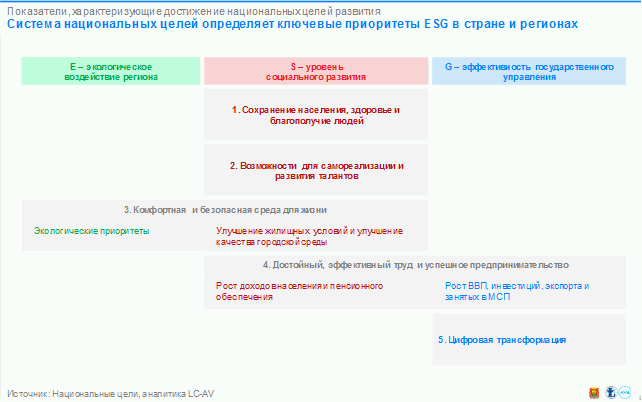 Показатели, характеризующие достижение национальных целей развития
Система национальных целей определяет ключевые приоритеты ESG в стране и регионах
E – экологическое
воздействие региона
S – уровень
социального развития
G – эффективность государственного
управления
1. Сохранение населения, здоровье и
благополучие людей
2. Возможности для самореализации и
развития талантов
3. Комфортная и безопасная среда для жизни
Экологические приоритеты
Улучшение жилищных условий и улучшение
качества городской среды
4. Достойный, эффективный труд и успешное предпринимательство
Рост доходов населения и пенсионного
обеспечения
Рост ВВП, инвестиций, экспорта и
занятых в МСП
5. Цифровая трансформация
Источник: Национальные цели, аналитика LC-AV